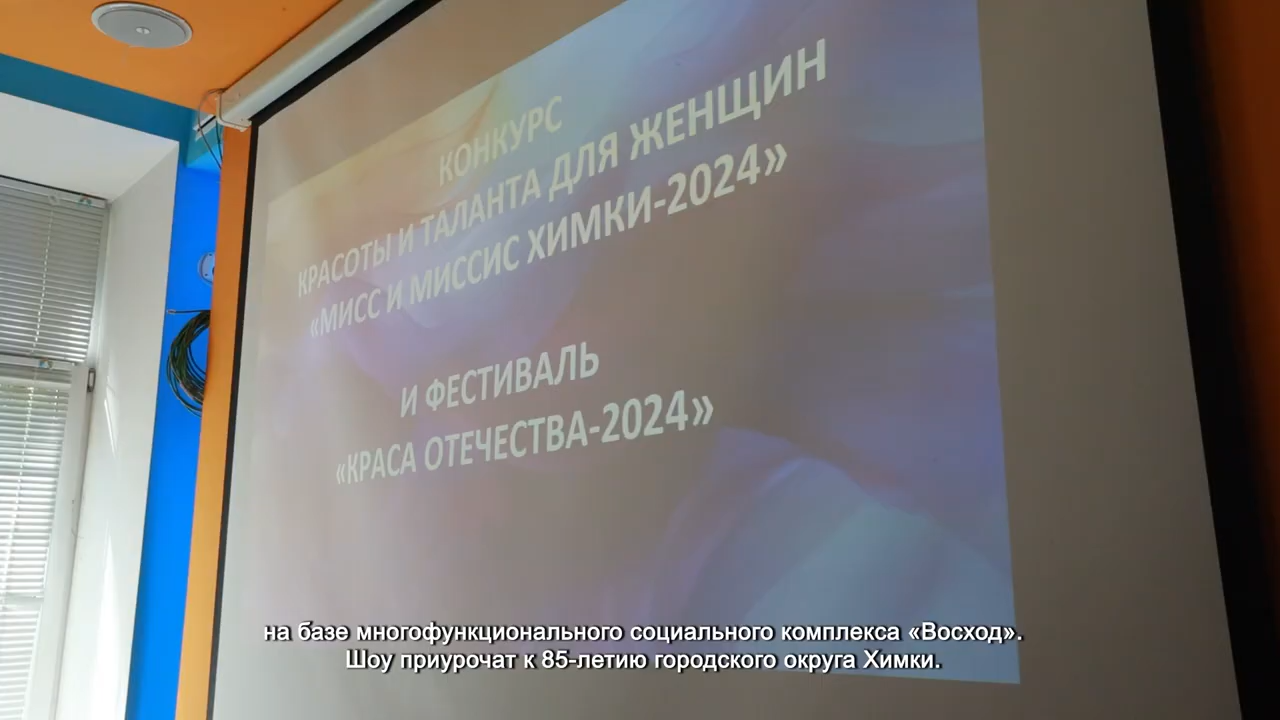 КОНКУРС
КРАСОТЫ И ТАЛАНТА ДЛЯ ЖЕНЩИН
«МИСС И МИССИС ХИМКИ-2024»
И ФЕСТИВАЛЬ
«КРАСА ОТЕЧЕСТВА-2024»
на базе многофункционального социального комплекса «Восход».
Шоу приурочат к 85-летию городского округа Химки.